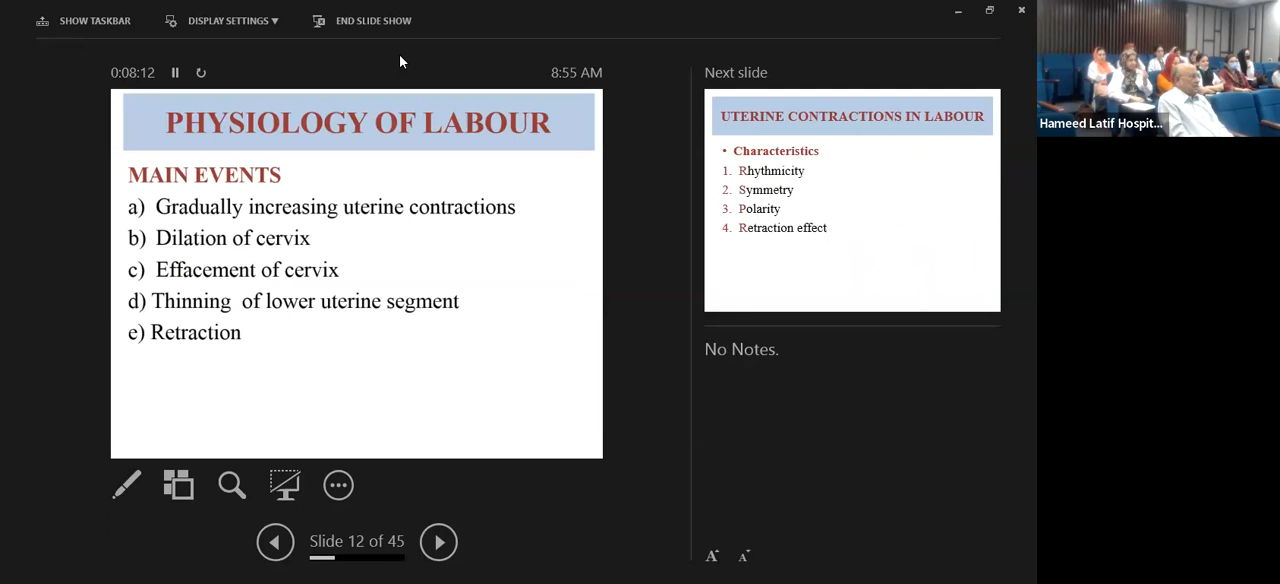 SHOW TASKBAR
DISPLAY SETTINGS ▼
END SLIDE SHOW
0:08:12
8:55 AM
PHYSIOLOGY OF LABOUR
MAIN EVENTS
a) Gradually increasing uterine contractions
b) Dilation of cervix
c) Effacement of cervix
d) Thinning of lower uterine segment
e) Retraction
Slide 12 of 45
Next slide
UTERINE CONTRACTIONS IN LABOUR
• Characteristics
1. Rhythmicity
2. Symmetry
3. Polarity
4. Retraction effect
No Notes.
A A
Hameed Latif Hospit...